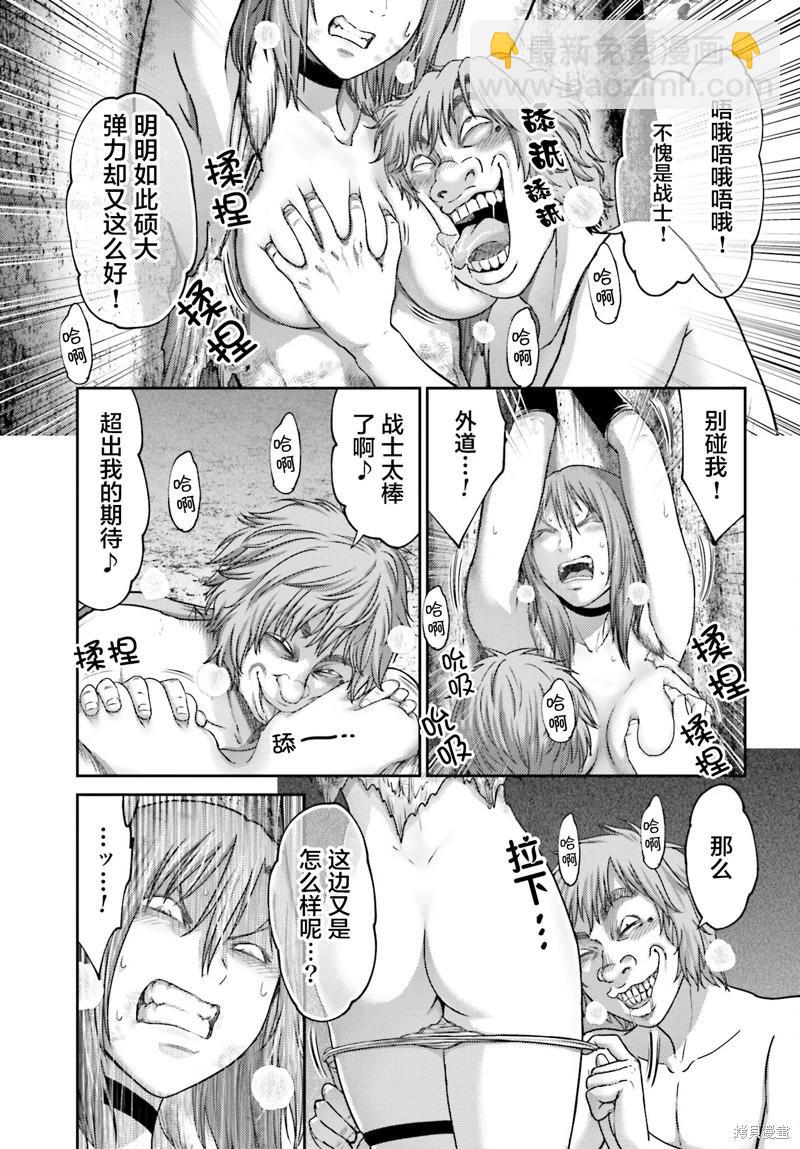 最新免费漫画
www.baozimh.com
唔哦唔哦唔哦！
不愧是战士！
舔舐
舔舐
明明如此硕大
弹力却又这么好！
揉捏
揉捏
哈啊
哈啊
哈啊
别碰我！
外道…！
哈啊
哈啊
吮吸
吮吸
揉捏
揉捏
战士太棒
了啊♪
超出我的期待♪
哈啊
哈啊
揉捏
舔一…
那么
哈啊
哈啊
拉下…
这边又是
怎么样呢…？
…ッ…！
拷貝漫畫